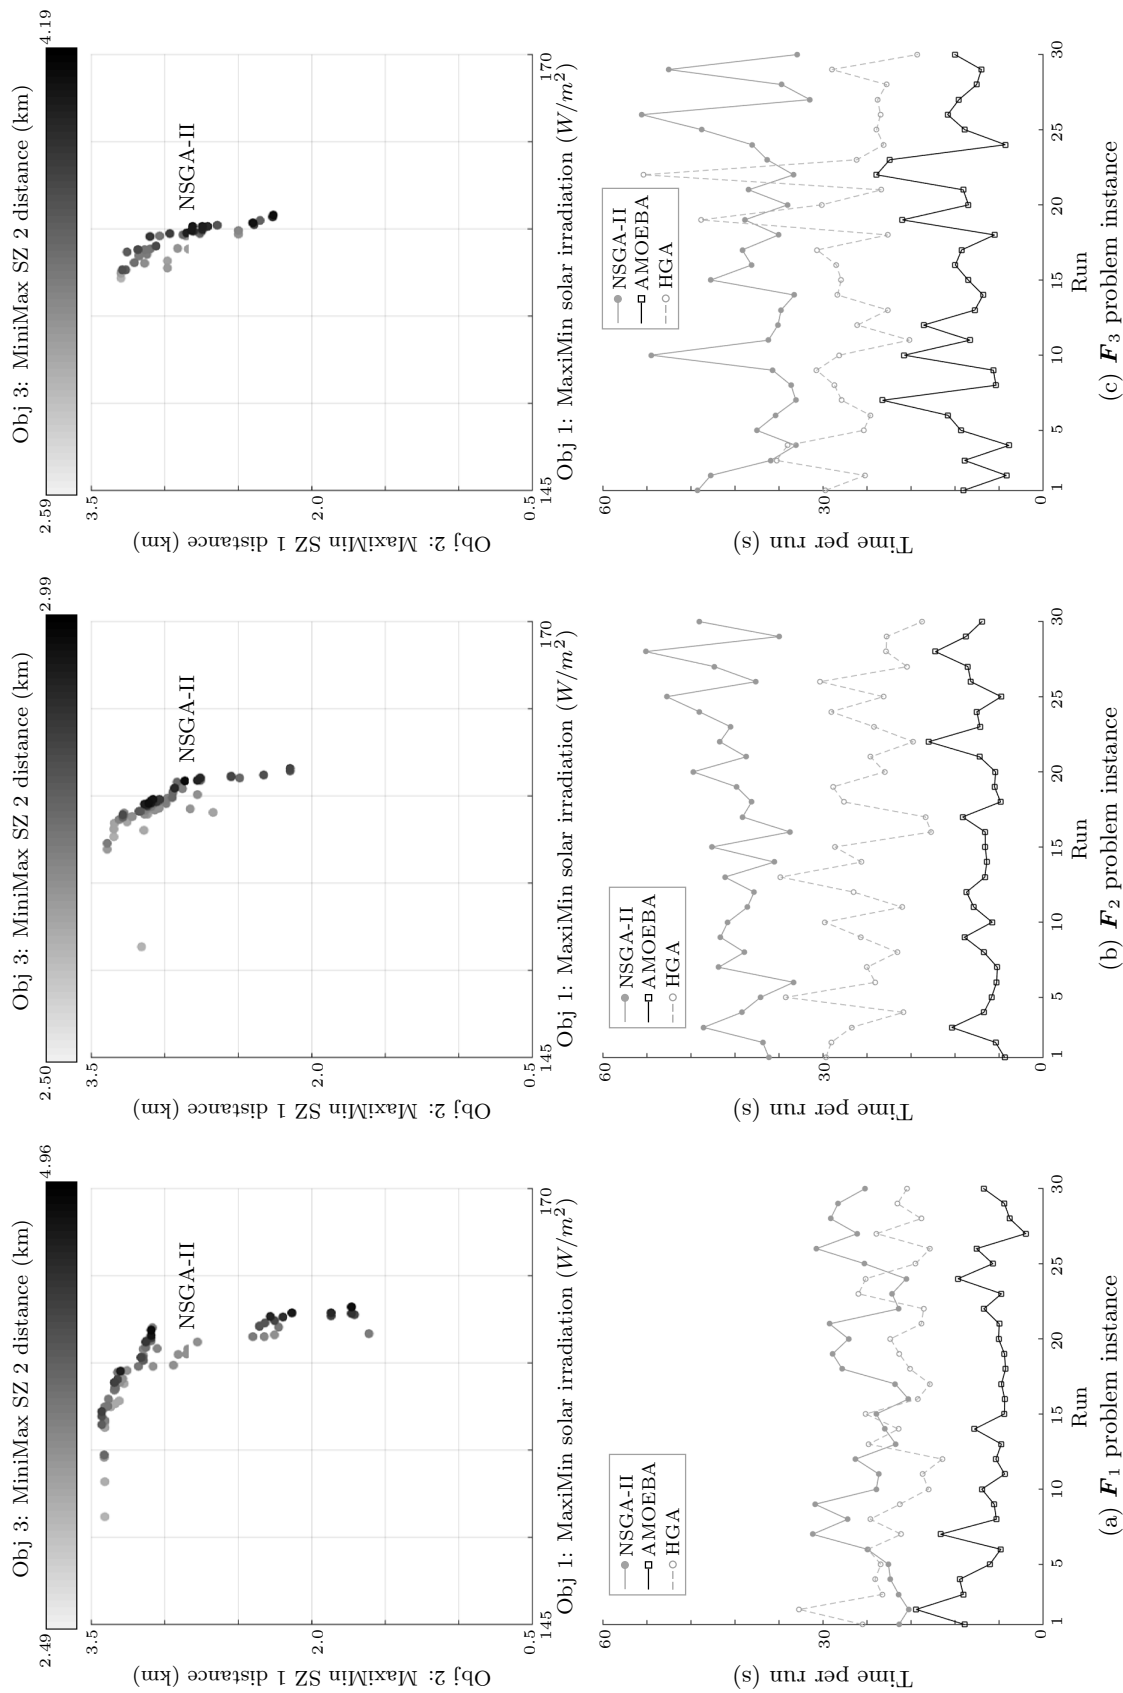 Obj 3: MiniMax SZ 2 distance (km)
2.49 4.96
3.5
2.0
0.5
Obj 2: MaxiMin SZ 1 distance (km)
NSGA-II
145 170
Obj 1: MaxiMin solar irradiation (W/m²)
60
30
0
Time per run (s)
NSGA-II
AMOEBA
HGA
1 5 10 15 20 25 30
Run
(a) F₁ problem instance
Obj 3: MiniMax SZ 2 distance (km)
2.50 2.99
3.5
2.0
0.5
Obj 2: MaxiMin SZ 1 distance (km)
NSGA-II
145 170
Obj 1: MaxiMin solar irradiation (W/m²)
60
30
0
Time per run (s)
NSGA-II
AMOEBA
HGA
1 5 10 15 20 25 30
Run
(b) F₂ problem instance
Obj 3: MiniMax SZ 2 distance (km)
2.59 4.19
3.5
2.0
0.5
Obj 2: MaxiMin SZ 1 distance (km)
NSGA-II
145 170
Obj 1: MaxiMin solar irradiation (W/m²)
60
30
0
Time per run (s)
NSGA-II
AMOEBA
HGA
1 5 10 15 20 25 30
Run
(c) F₃ problem instance